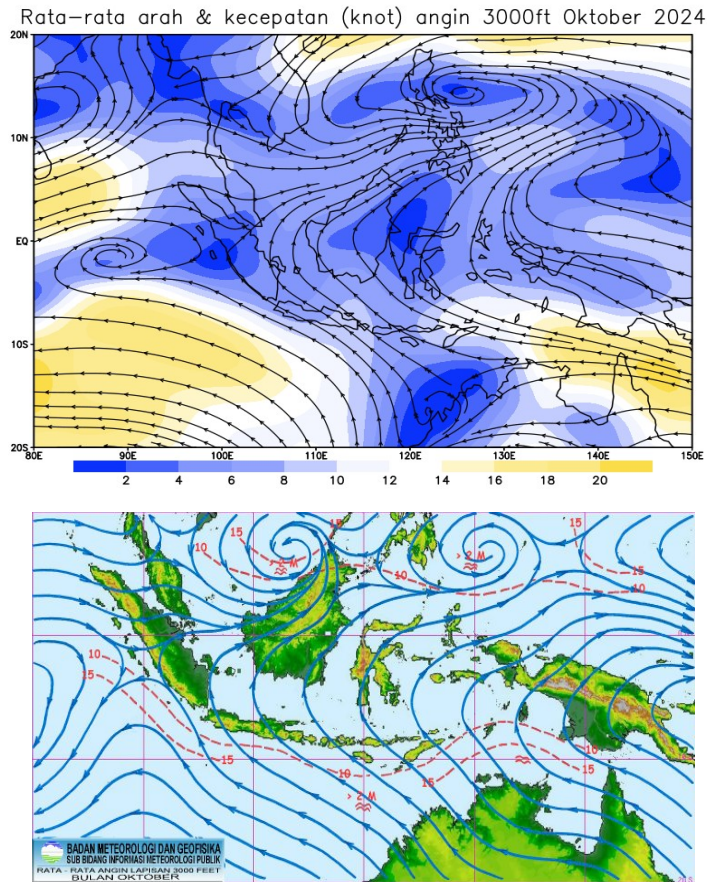 Rata-rata arah & kecepatan (knot) angin 3000ft Oktober 2024
20N
10N
EQ
10S
20S
80E 90E 100E 110E 120E 130E 140E 150E
2 4 6 8 10 12 14 16 18 20
15
15
10
> 2 M
10
> 2 M
15
15
10
10
15
15
10
15
10
15
> 2 M
BADAN METEOROLOGI DAN GEOFISIKA
SUB BIDANG INFORMASI METEOROLOGI PUBLIK
RATA - RATA ANGIN LAPISAN 3000 FEET
BULAN OKTOBER
20 S